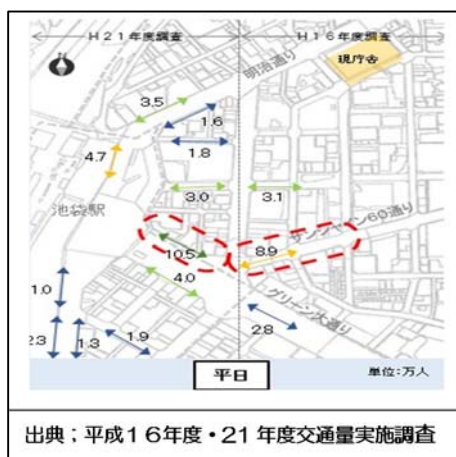 H21年度調査
H16年度調査
明治通り
現庁舎
3.5
1.6
1.8
4.7
3.0
3.1
池袋駅
サンシャイン60通り
10.5
8.9
4.0
グリーン大通り
1.0
2.8
2.3
1.3
1.9
平日
単位:万人
出典;平成16年度・21年度交通量実施調査